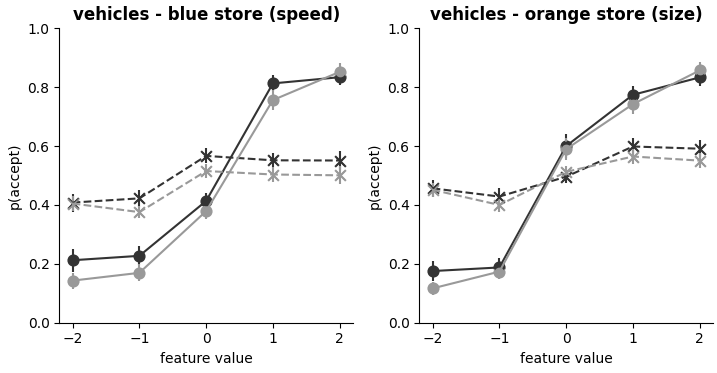 vehicles - blue store (speed)
1.0
0.8
0.6
0.4
0.2
0.0
p(accept)
−2 −1 0 1 2
feature value
vehicles - orange store (size)
1.0
0.8
0.6
0.4
0.2
0.0
p(accept)
−2 −1 0 1 2
feature value